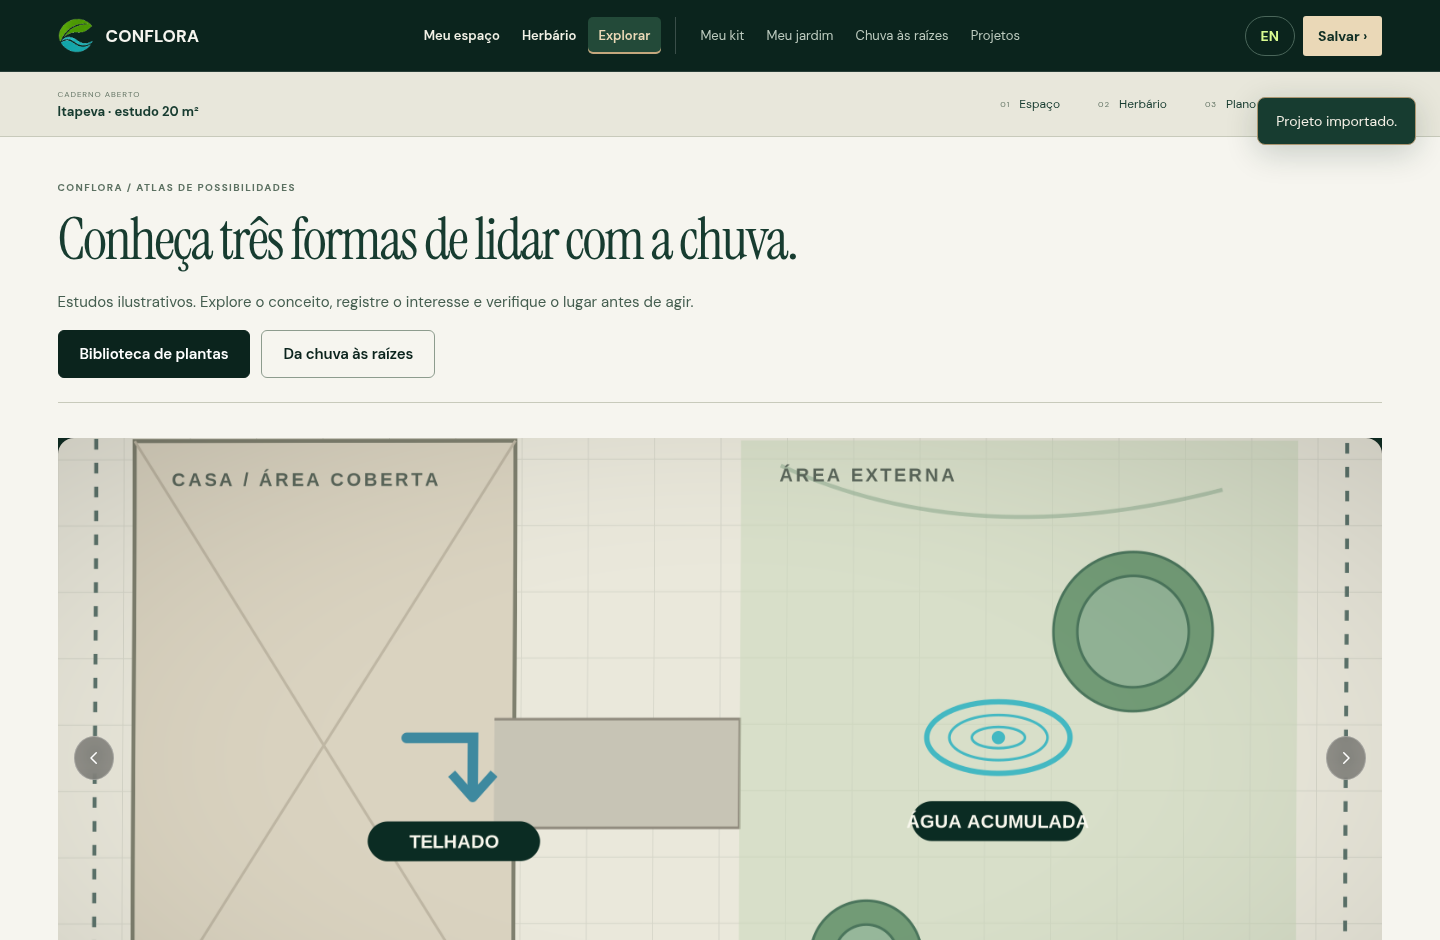 CONFLORA
Meu espaço
Herbário
Explorar
Meu kit
Meu jardim
Chuva às raízes
Projetos
EN
Salvar ›
CADERNO ABERTO
Itapeva · estudo 20 m²
01 Espaço
02 Herbário
03 Plano
Projeto importado.
CONFLORA / ATLAS DE POSSIBILIDADES
Conheça três formas de lidar com a chuva.
Estudos ilustrativos. Explore o conceito, registre o interesse e verifique o lugar antes de agir.
Biblioteca de plantas
Da chuva às raízes
CASA / ÁREA COBERTA
ÁREA EXTERNA
ÁGUA ACUMULADA
TELHADO